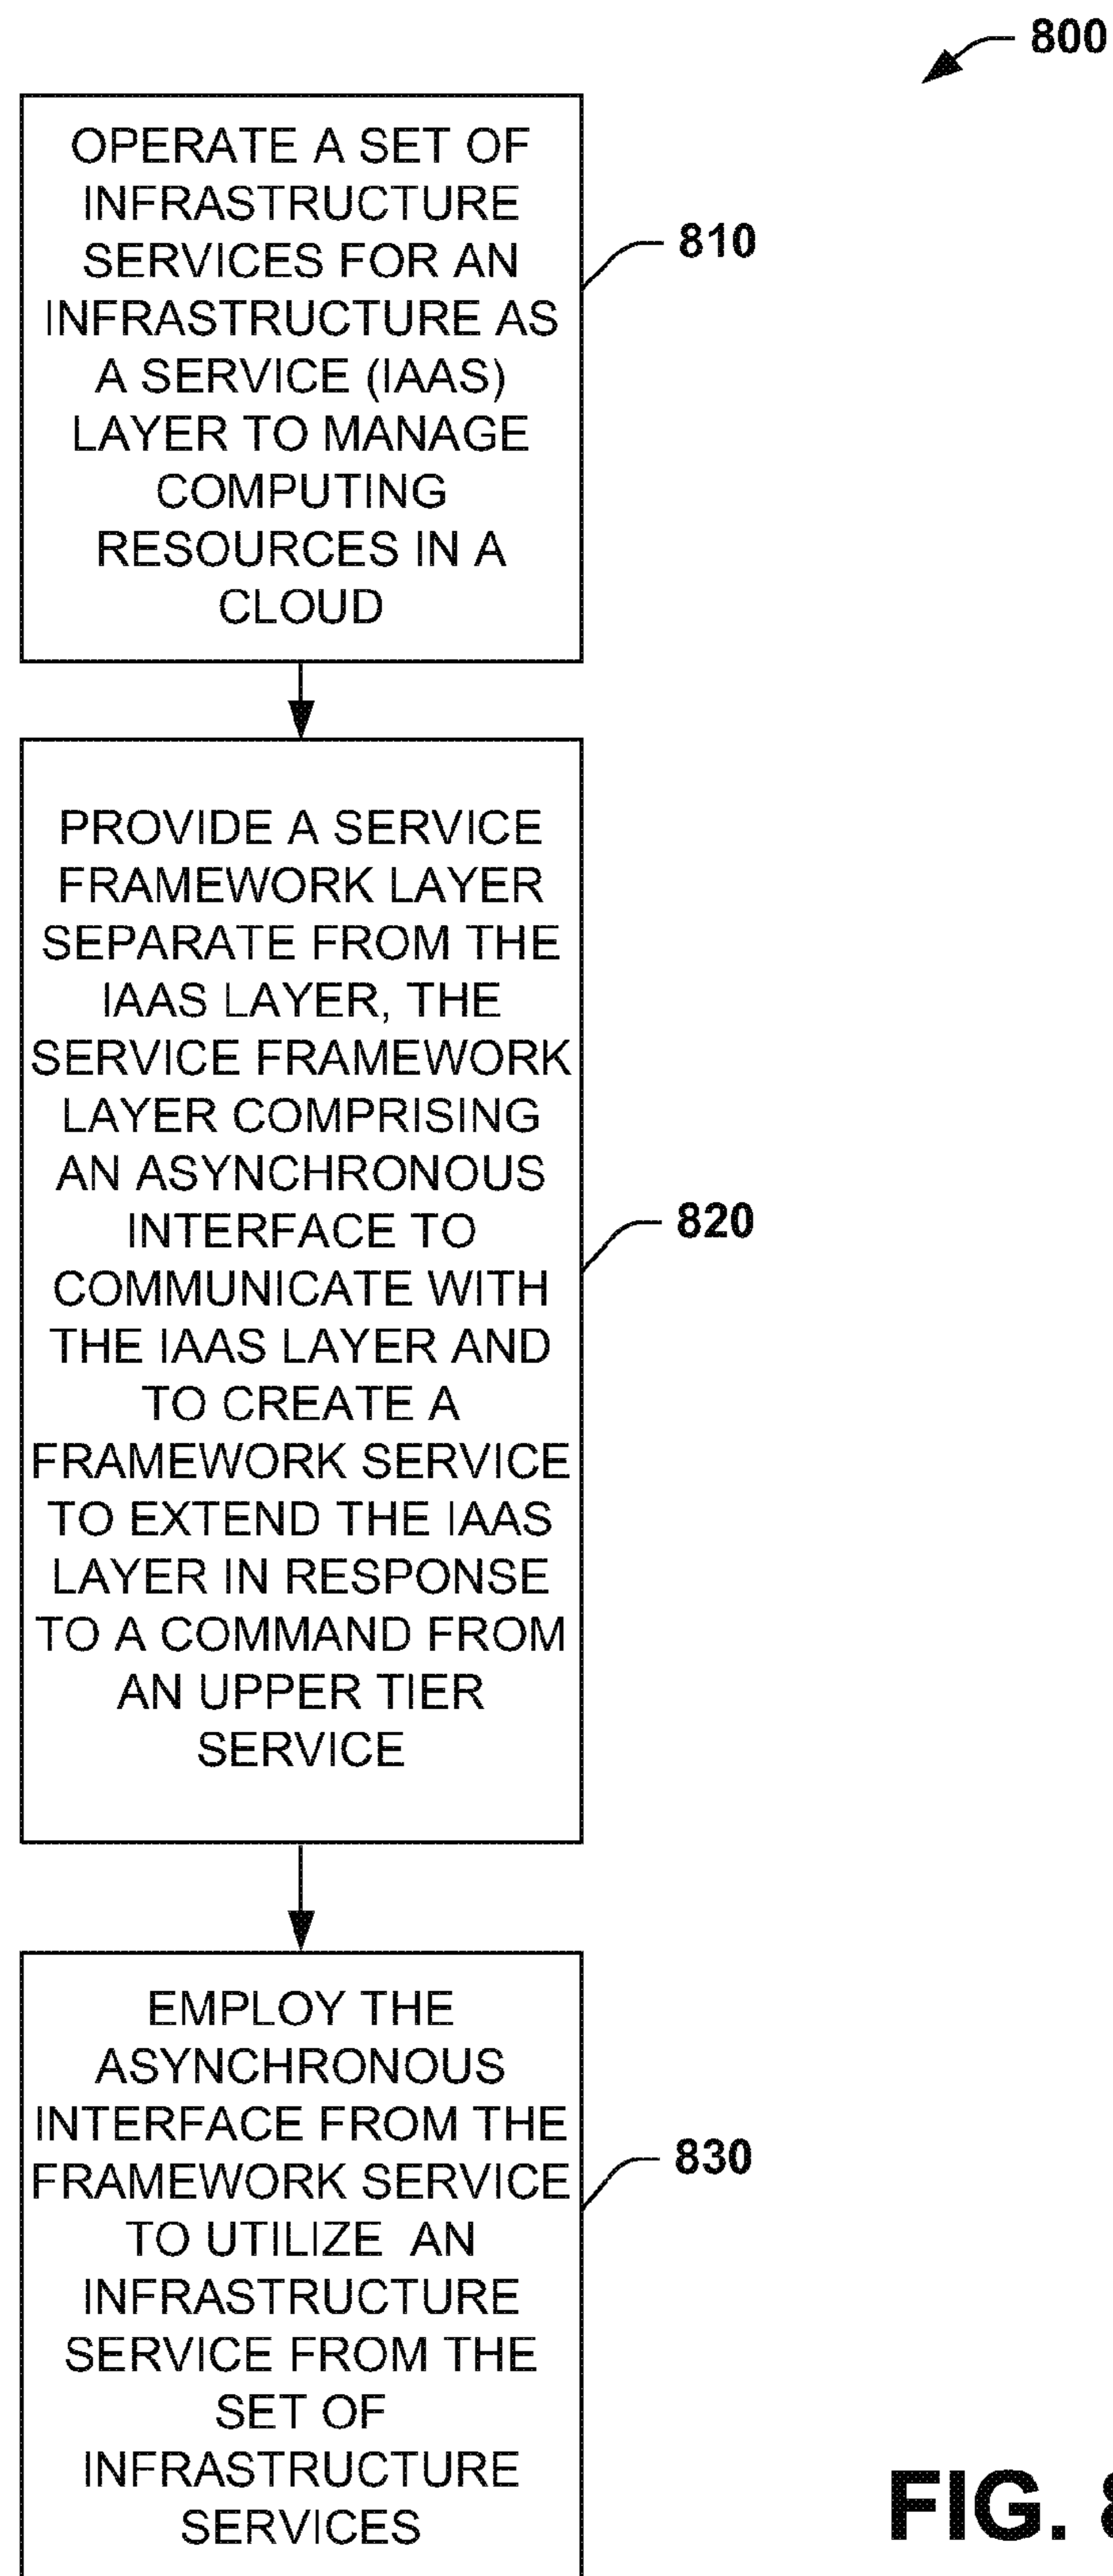 800
OPERATE A SET OF
INFRASTRUCTURE
SERVICES FOR AN
INFRASTRUCTURE AS
A SERVICE (IAAS)
LAYER TO MANAGE
COMPUTING
RESOURCES IN A
CLOUD
810
PROVIDE A SERVICE
FRAMEWORK LAYER
SEPARATE FROM THE
IAAS LAYER, THE
SERVICE FRAMEWORK
LAYER COMPRISING
AN ASYNCHRONOUS
INTERFACE TO
COMMUNICATE WITH
THE IAAS LAYER AND
TO CREATE A
FRAMEWORK SERVICE
TO EXTEND THE IAAS
LAYER IN RESPONSE
TO A COMMAND FROM
AN UPPER TIER
SERVICE
820
EMPLOY THE
ASYNCHRONOUS
INTERFACE FROM THE
FRAMEWORK SERVICE
TO UTILIZE AN
INFRASTRUCTURE
SERVICE FROM THE
SET OF
INFRASTRUCTURE
SERVICES
830
FIG. 8